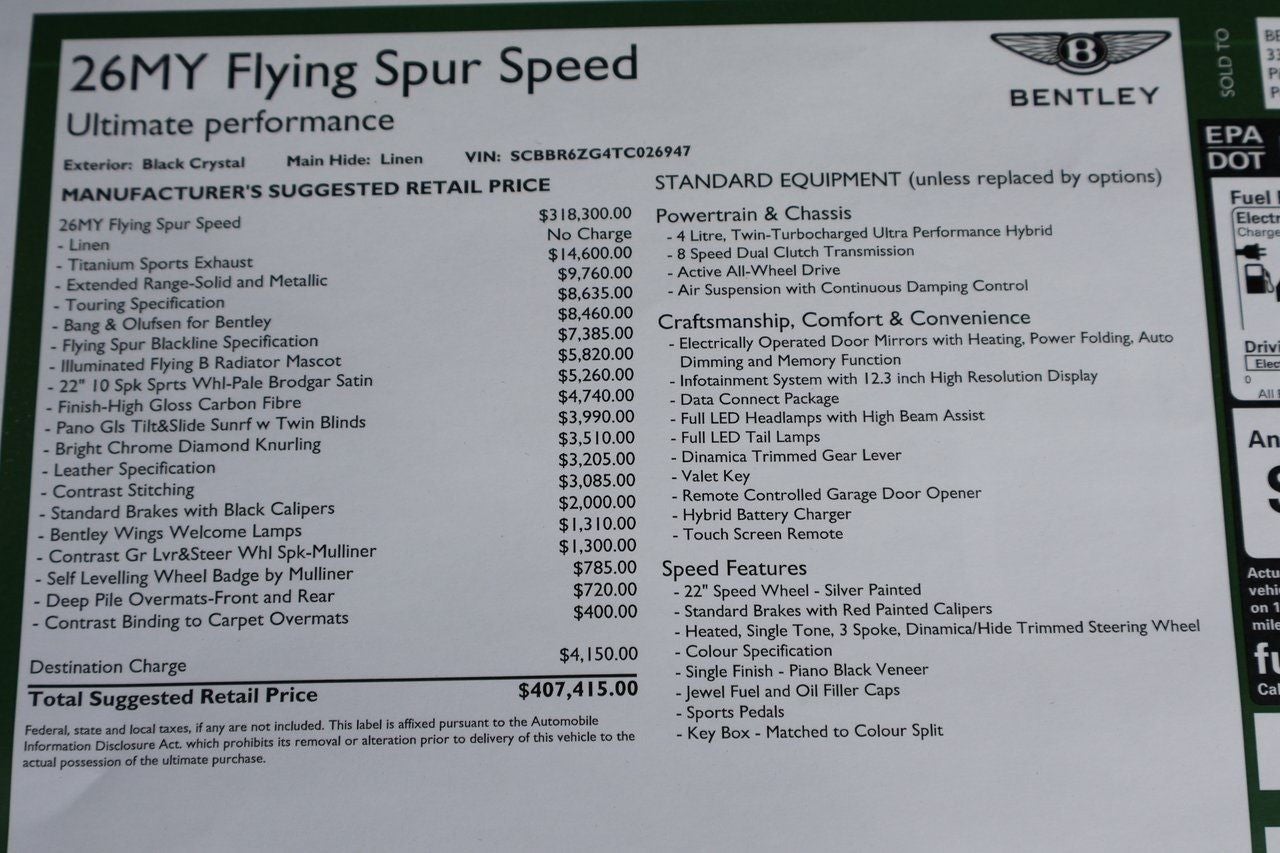 26MY Flying Spur Speed
Ultimate performance
Exterior: Black Crystal Main Hide: Linen VIN: SCBBR6ZG4TC026947
MANUFACTURER'S SUGGESTED RETAIL PRICE
26MY Flying Spur Speed $318,300.00
- Linen No Charge
- Titanium Sports Exhaust $14,600.00
- Extended Range-Solid and Metallic $9,760.00
- Touring Specification $8,635.00
- Bang & Olufsen for Bentley $8,460.00
- Flying Spur Blackline Specification $7,385.00
- Illuminated Flying B Radiator Mascot $5,820.00
- 22" 10 Spk Sprts Whl-Pale Brodgar Satin $5,260.00
- Finish-High Gloss Carbon Fibre $4,740.00
- Pano Gls Tilt&Slide Sunrf w Twin Blinds $3,990.00
- Bright Chrome Diamond Knurling $3,510.00
- Leather Specification $3,205.00
- Contrast Stitching $3,085.00
- Standard Brakes with Black Calipers $2,000.00
- Bentley Wings Welcome Lamps $1,310.00
- Contrast Gr Lvr&Steer Whl Spk-Mulliner $1,300.00
- Self Levelling Wheel Badge by Mulliner $785.00
- Deep Pile Overmats-Front and Rear $720.00
- Contrast Binding to Carpet Overmats $400.00
Destination Charge $4,150.00
Total Suggested Retail Price $407,415.00
Federal, state and local taxes, if any are not included. This label is affixed pursuant to the Automobile
Information Disclosure Act. which prohibits its removal or alteration prior to delivery of this vehicle to the
actual possession of the ultimate purchase.
B
BENTLEY
STANDARD EQUIPMENT (unless replaced by options)
Powertrain & Chassis
- 4 Litre, Twin-Turbocharged Ultra Performance Hybrid
- 8 Speed Dual Clutch Transmission
- Active All-Wheel Drive
- Air Suspension with Continuous Damping Control
Craftsmanship, Comfort & Convenience
- Electrically Operated Door Mirrors with Heating, Power Folding, Auto
Dimming and Memory Function
- Infotainment System with 12.3 inch High Resolution Display
- Data Connect Package
- Full LED Headlamps with High Beam Assist
- Full LED Tail Lamps
- Dinamica Trimmed Gear Lever
- Valet Key
- Remote Controlled Garage Door Opener
- Hybrid Battery Charger
- Touch Screen Remote
Speed Features
- 22" Speed Wheel - Silver Painted
- Standard Brakes with Red Painted Calipers
- Heated, Single Tone, 3 Spoke, Dinamica/Hide Trimmed Steering Wheel
- Colour Specification
- Single Finish - Piano Black Veneer
- Jewel Fuel and Oil Filler Caps
- Sports Pedals
- Key Box - Matched to Colour Split
SOLD TO
EPA
DOT
Fuel
Charge
0
All
on 1